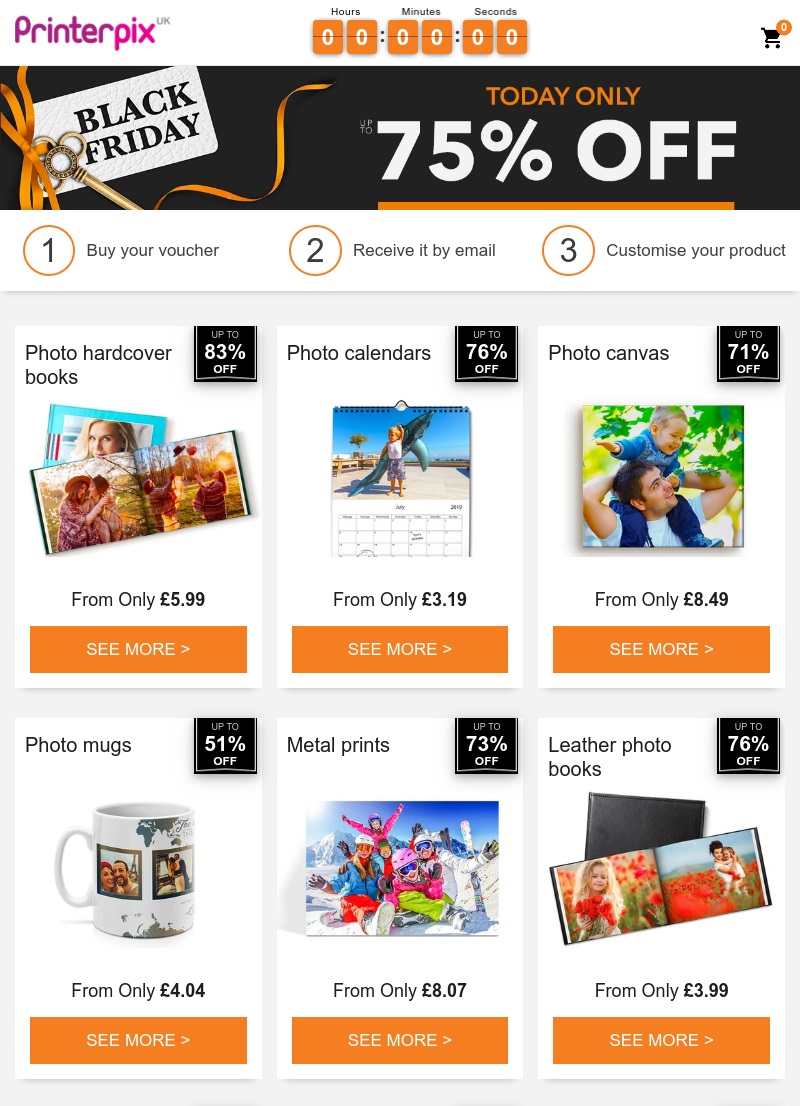 Printerpix UK
Hours Minutes Seconds
0 0 : 0 0 : 0 0
0
BLACK
FRIDAY
TODAY ONLY
UP TO 75% OFF
1 Buy your voucher
2 Receive it by email
3 Customise your product
Photo hardcover
books
UP TO
83%
OFF
From Only £5.99
SEE MORE >
Photo calendars
UP TO
76%
OFF
July 2019
From Only £3.19
SEE MORE >
Photo canvas
UP TO
71%
OFF
From Only £8.49
SEE MORE >
Photo mugs
UP TO
51%
OFF
From Only £4.04
SEE MORE >
Metal prints
UP TO
73%
OFF
From Only £8.07
SEE MORE >
Leather photo
books
UP TO
76%
OFF
From Only £3.99
SEE MORE >